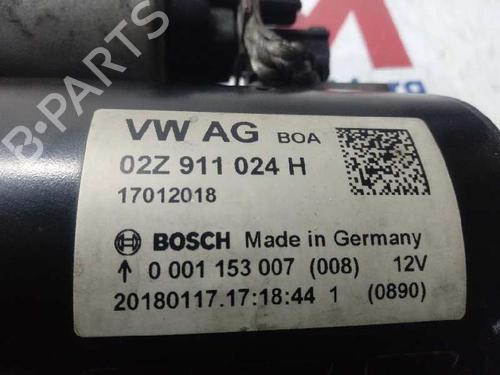 B-PARTS
VW AG BOA
02Z 911 024 H
17012018
BOSCH Made in Germany
↑ 0 001 153 007 (008) 12V
20180117.17:18:44 1 (0890)